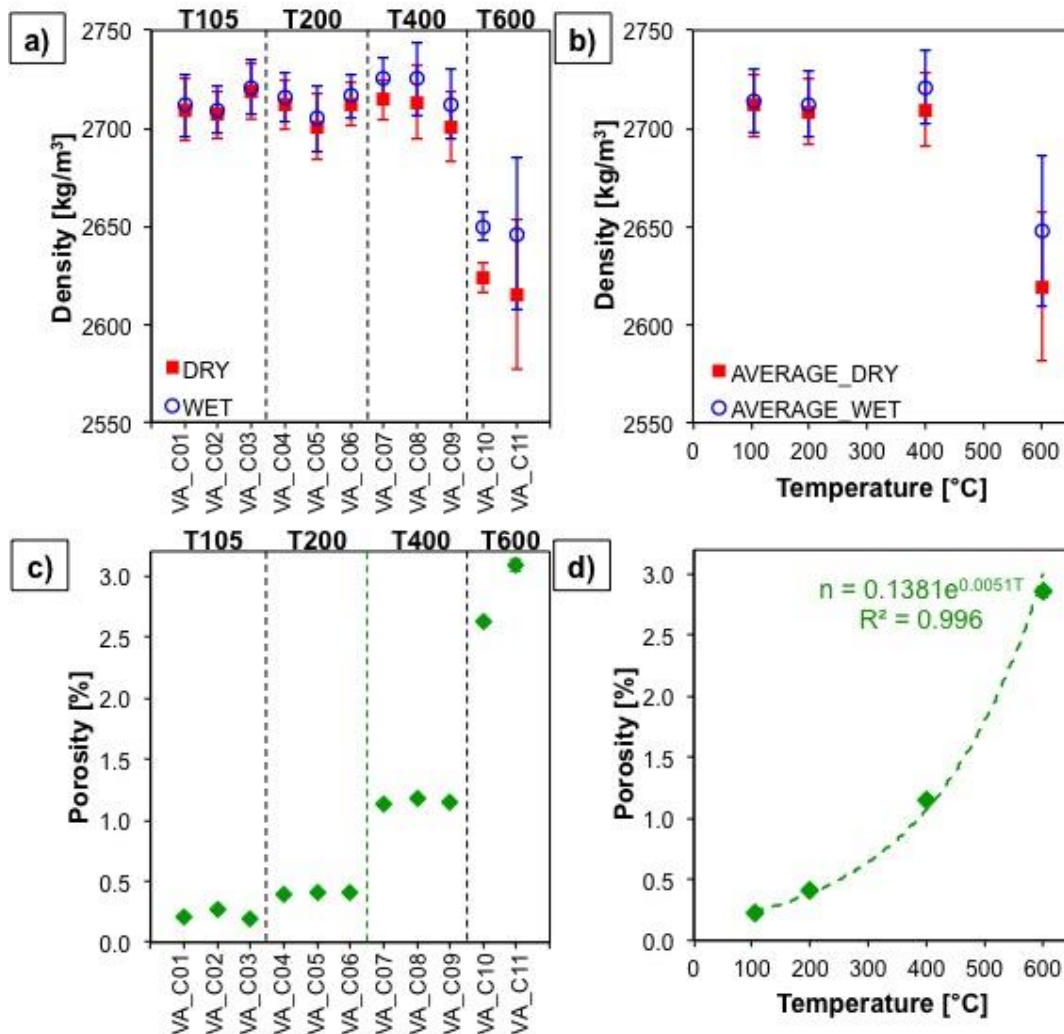 a)
T105 T200 T400 T600
2750
2700
2650
2600
2550
Density [kg/m³]
DRY
WET
VA_C01
VA_C02
VA_C03
VA_C04
VA_C05
VA_C06
VA_C07
VA_C08
VA_C09
VA_C10
VA_C11
b)
2750
2700
2650
2600
2550
Density [kg/m³]
AVERAGE_DRY
AVERAGE_WET
0 100 200 300 400 500 600
Temperature [°C]
c)
T105 T200 T400 T600
3.0
2.5
2.0
1.5
1.0
0.5
0.0
Porosity [%]
VA_C01
VA_C02
VA_C03
VA_C04
VA_C05
VA_C06
VA_C07
VA_C08
VA_C09
VA_C10
VA_C11
d)
n = 0.1381e^0.0051T
R² = 0.996
3.0
2.5
2.0
1.5
1.0
0.5
0.0
Porosity [%]
0 100 200 300 400 500 600
Temperature [°C]